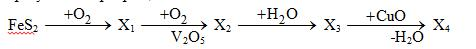 FeS₂ —+O₂→ X₁ —+O₂ / V₂O₅→ X₂ —+H₂O→ X₃ —+CuO / -H₂O→ X₄